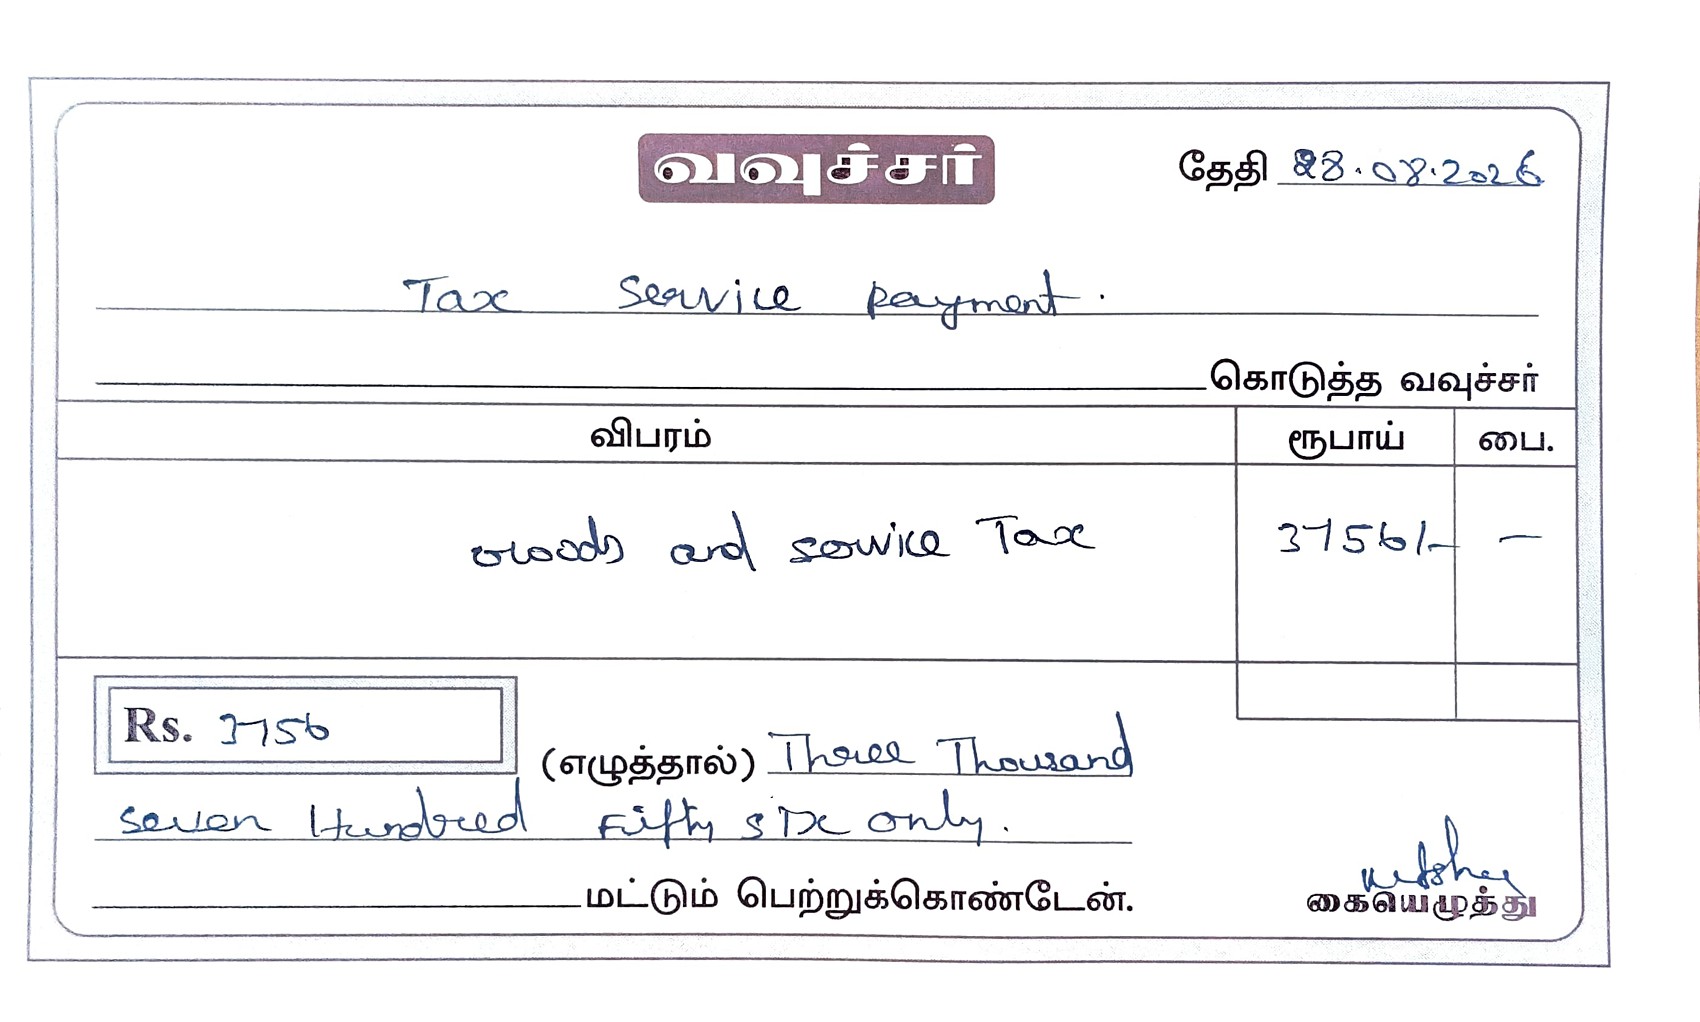 வவுச்சர்
தேதி 28.08.2026
Tax Service payment.
கொடுத்த வவுச்சர்
விபரம் ரூபாய் பை.
Goods and service Tax 3756/- —
Rs. 3756
(எழுத்தால்) Three Thousand
Seven Hundred Fifty six only.
மட்டும் பெற்றுக்கொண்டேன்.
கையெழுத்து